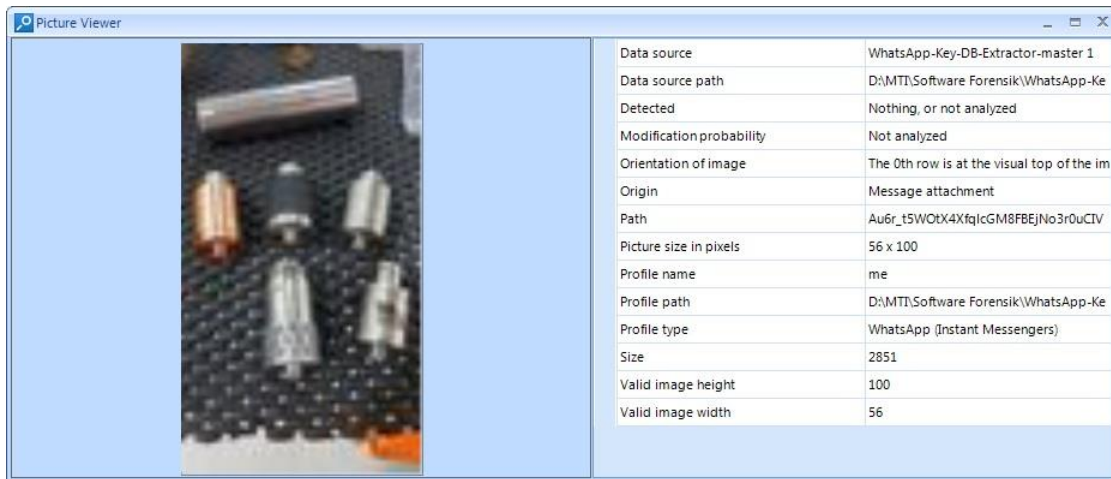 Picture Viewer
Data source WhatsApp-Key-DB-Extractor-master 1
Data source path D:\MTI\Software Forensik\WhatsApp-Ke
Detected Nothing, or not analyzed
Modification probability Not analyzed
Orientation of image The 0th row is at the visual top of the im
Origin Message attachment
Path Au6r_t5WOtX4XfqIcGM8FBEjNo3r0uCIV
Picture size in pixels 56 x 100
Profile name me
Profile path D:\MTI\Software Forensik\WhatsApp-Ke
Profile type WhatsApp (Instant Messengers)
Size 2851
Valid image height 100
Valid image width 56